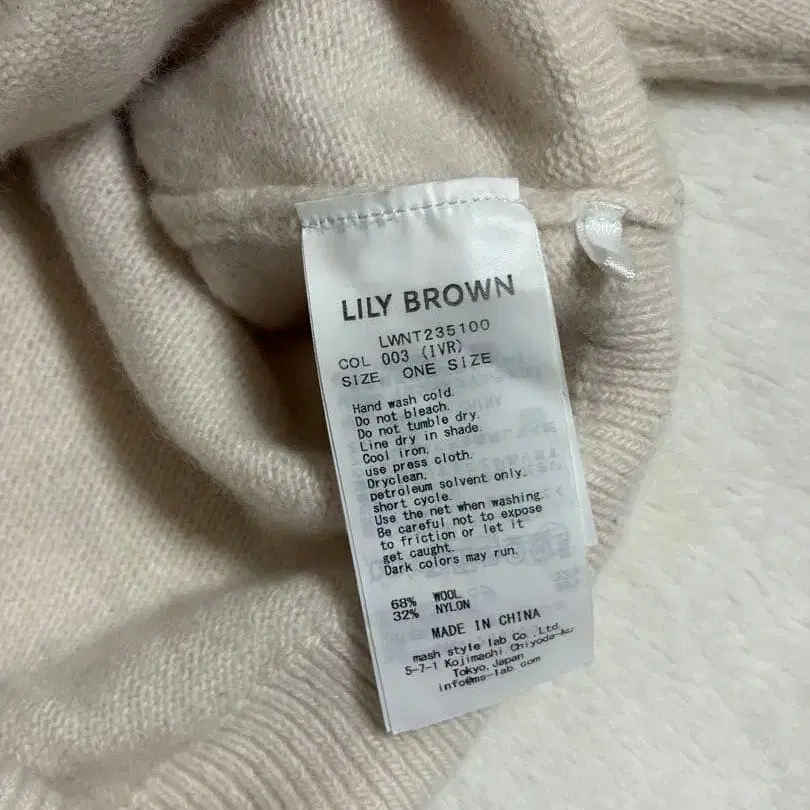 LILY BROWN
LWNT235100
COL 003 (IVR)
SIZE ONE SIZE
Hand wash cold.
Do not bleach.
Do not tumble dry.
Line dry in shade.
Cool iron.
use press cloth.
Dryclean.
petroleum solvent only.
short cycle.
Use the net when washing.
Be careful not to expose
to friction or let it
get caught.
Dark colors may run.
68% WOOL
32% NYLON
MADE IN CHINA
mash style lab Co.,Ltd.
5-7-1 Kojimachi Chiyoda-ku
Tokyo,Japan
info@ms-lab.com